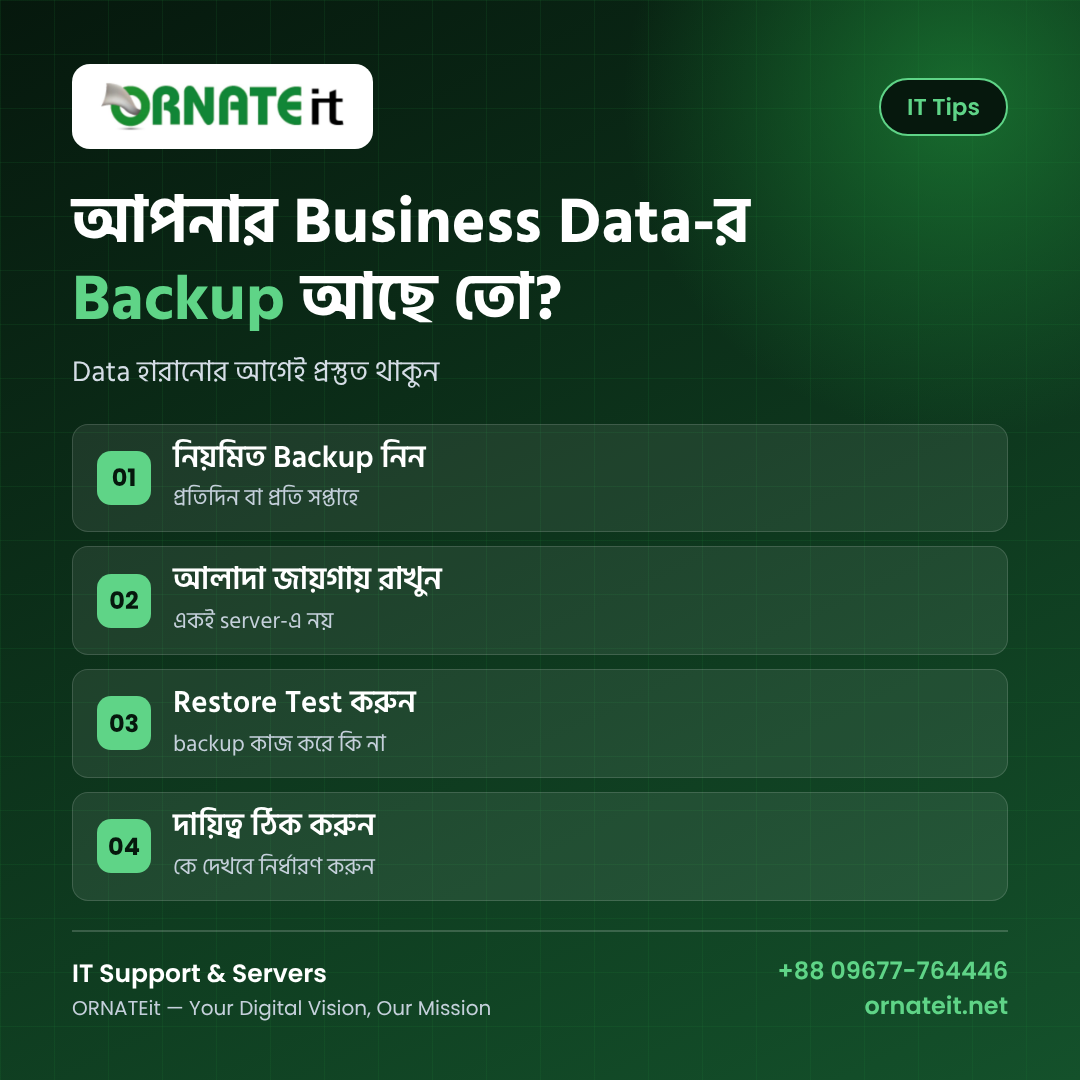 ORNATEit
IT Tips
আপনার Business Data-র
Backup আছে তো?
Data হারানোর আগেই প্রস্তুত থাকুন
01
নিয়মিত Backup নিন
প্রতিদিন বা প্রতি সপ্তাহে
02
আলাদা জায়গায় রাখুন
একই server-এ নয়
03
Restore Test করুন
backup কাজ করে কি না
04
দায়িত্ব ঠিক করুন
কে দেখবে নির্ধারণ করুন
IT Support & Servers
ORNATEit — Your Digital Vision, Our Mission
+88 09677-764446
ornateit.net